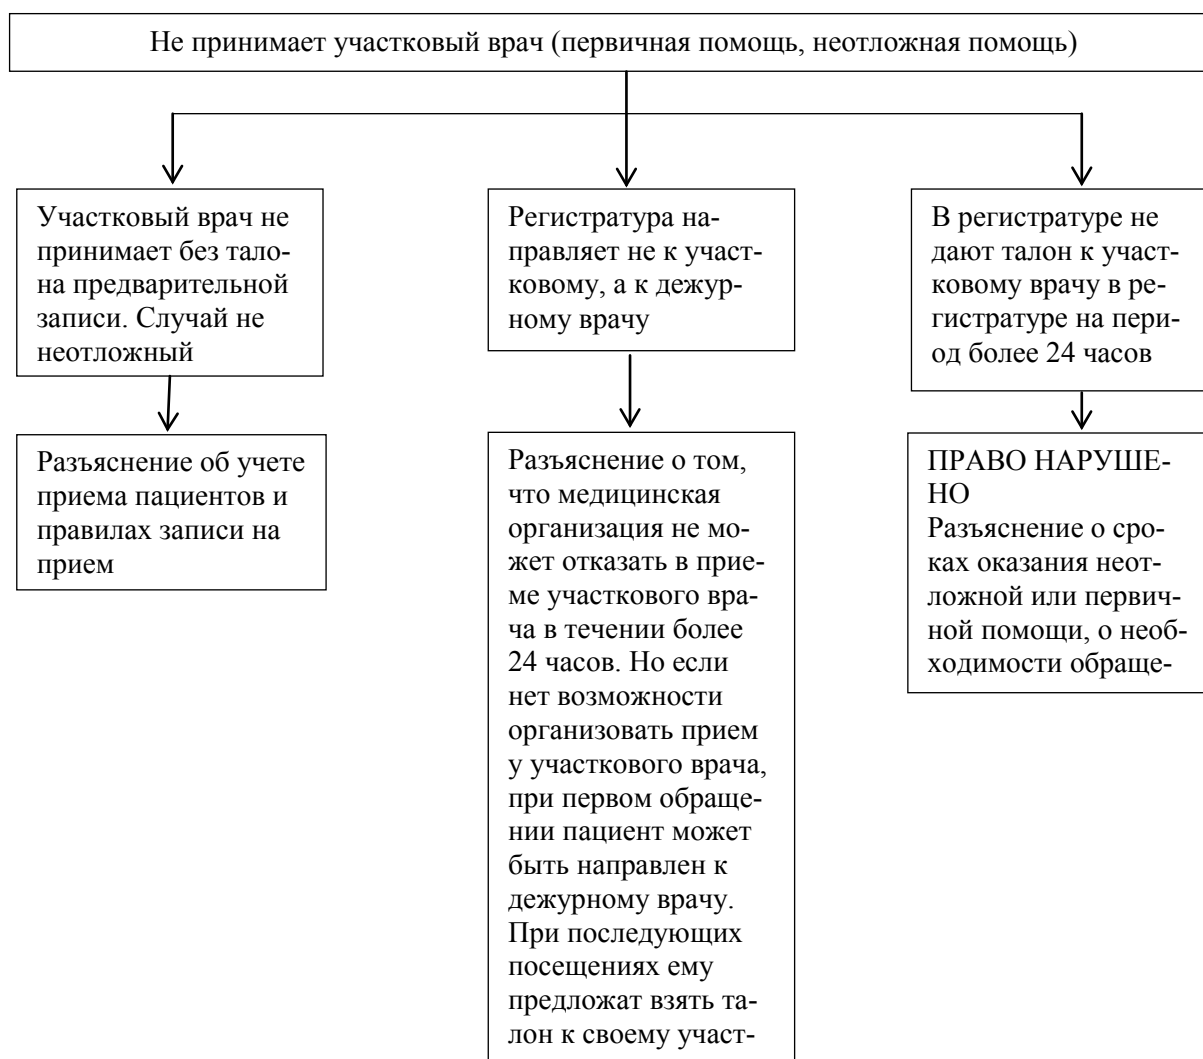 Не принимает участковый врач (первичная помощь, неотложная помощь)
Участковый врач не
принимает без тало-
на предварительной
записи. Случай не
неотложный
Регистратура на-
правляет не к участ-
ковому, а к дежур-
ному врачу
В регистратуре не
дают талон к участ-
ковому врачу в ре-
гистратуре на пери-
од более 24 часов
Разъяснение об учете
приема пациентов и
правилах записи на
прием
Разъяснение о том,
что медицинская
организация не мо-
жет отказать в прие-
ме участкового вра-
ча в течении более
24 часов. Но если
нет возможности
организовать прием
у участкового врача,
при первом обраще-
нии пациент может
быть направлен к
дежурному врачу.
При последующих
посещениях ему
предложат взять та-
лон к своему участ-
ПРАВО НАРУШЕ-
НО
Разъяснение о сро-
ках оказания неот-
ложной или первич-
ной помощи, о необ-
ходимости обраще-